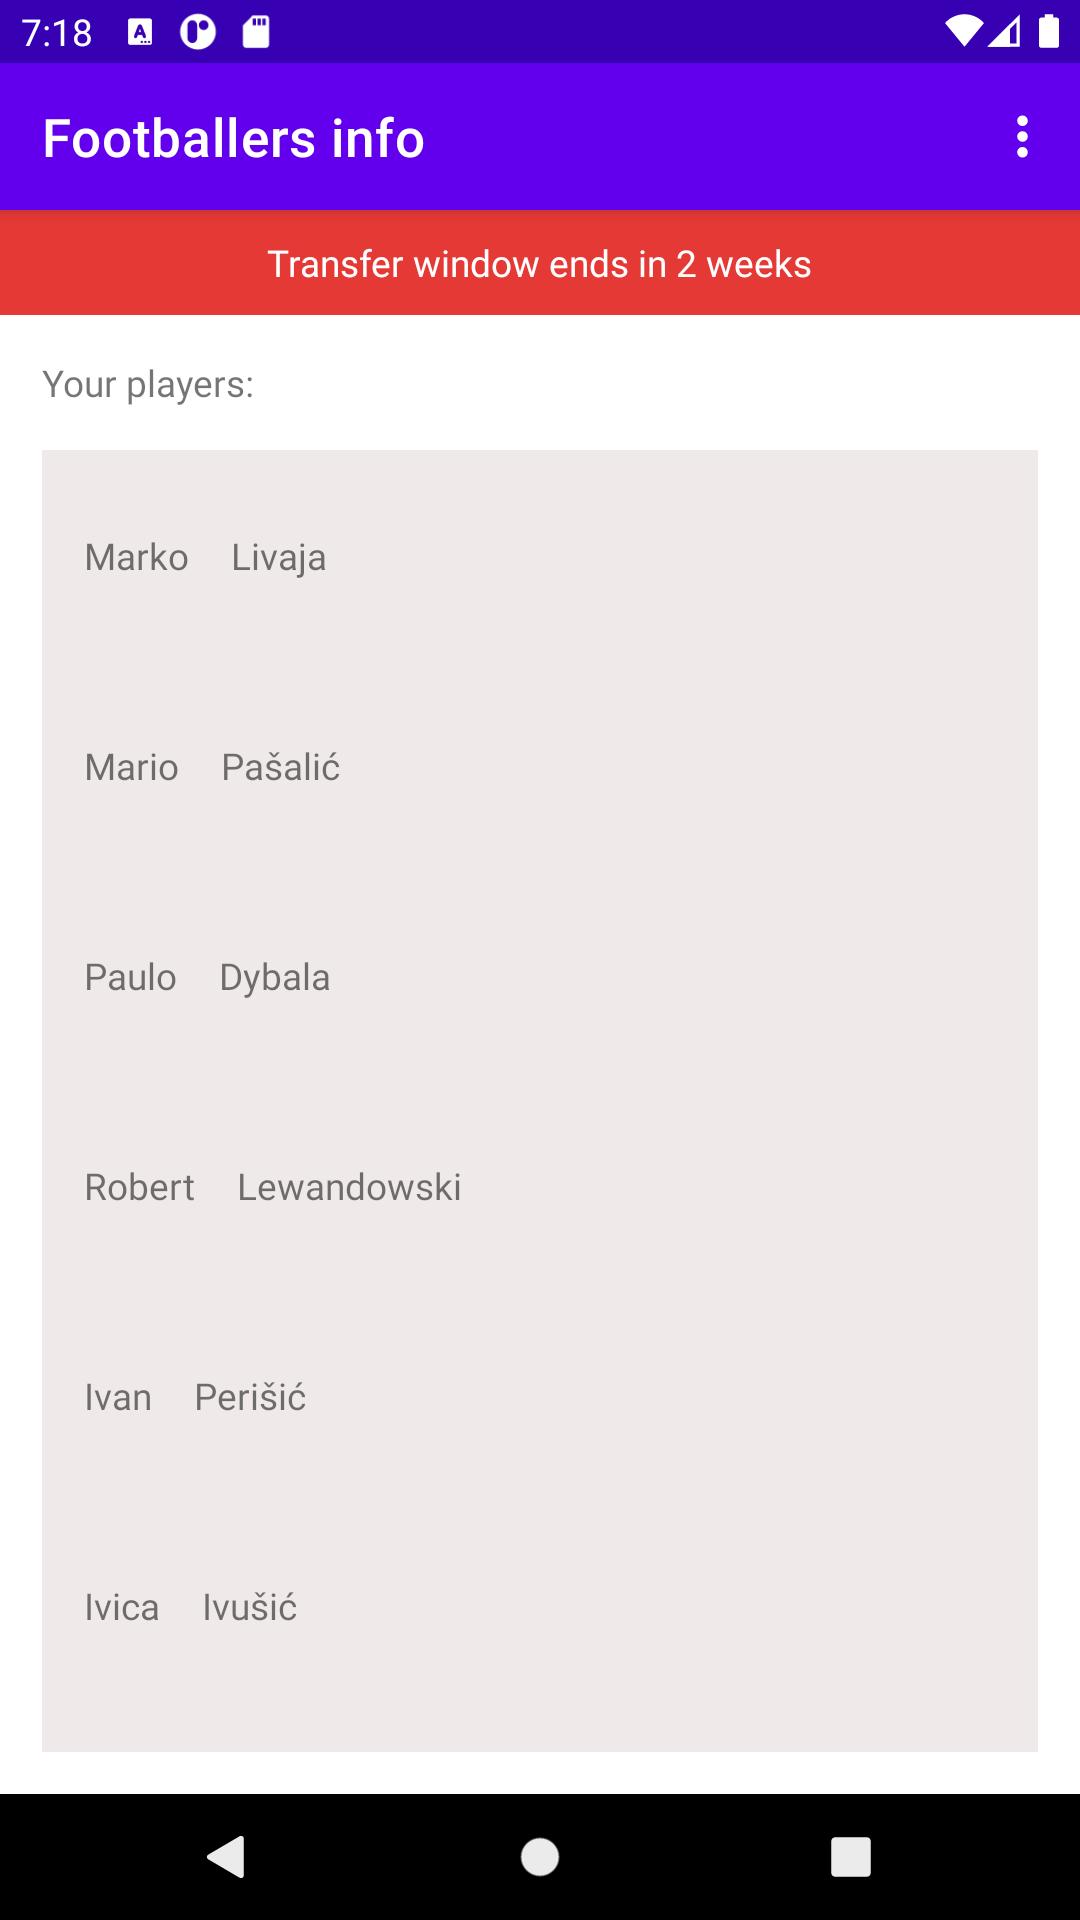 7:18
Footballers info
Transfer window ends in 2 weeks
Your players:
Marko Livaja
Mario Pašalić
Paulo Dybala
Robert Lewandowski
Ivan Perišić
Ivica Ivušić